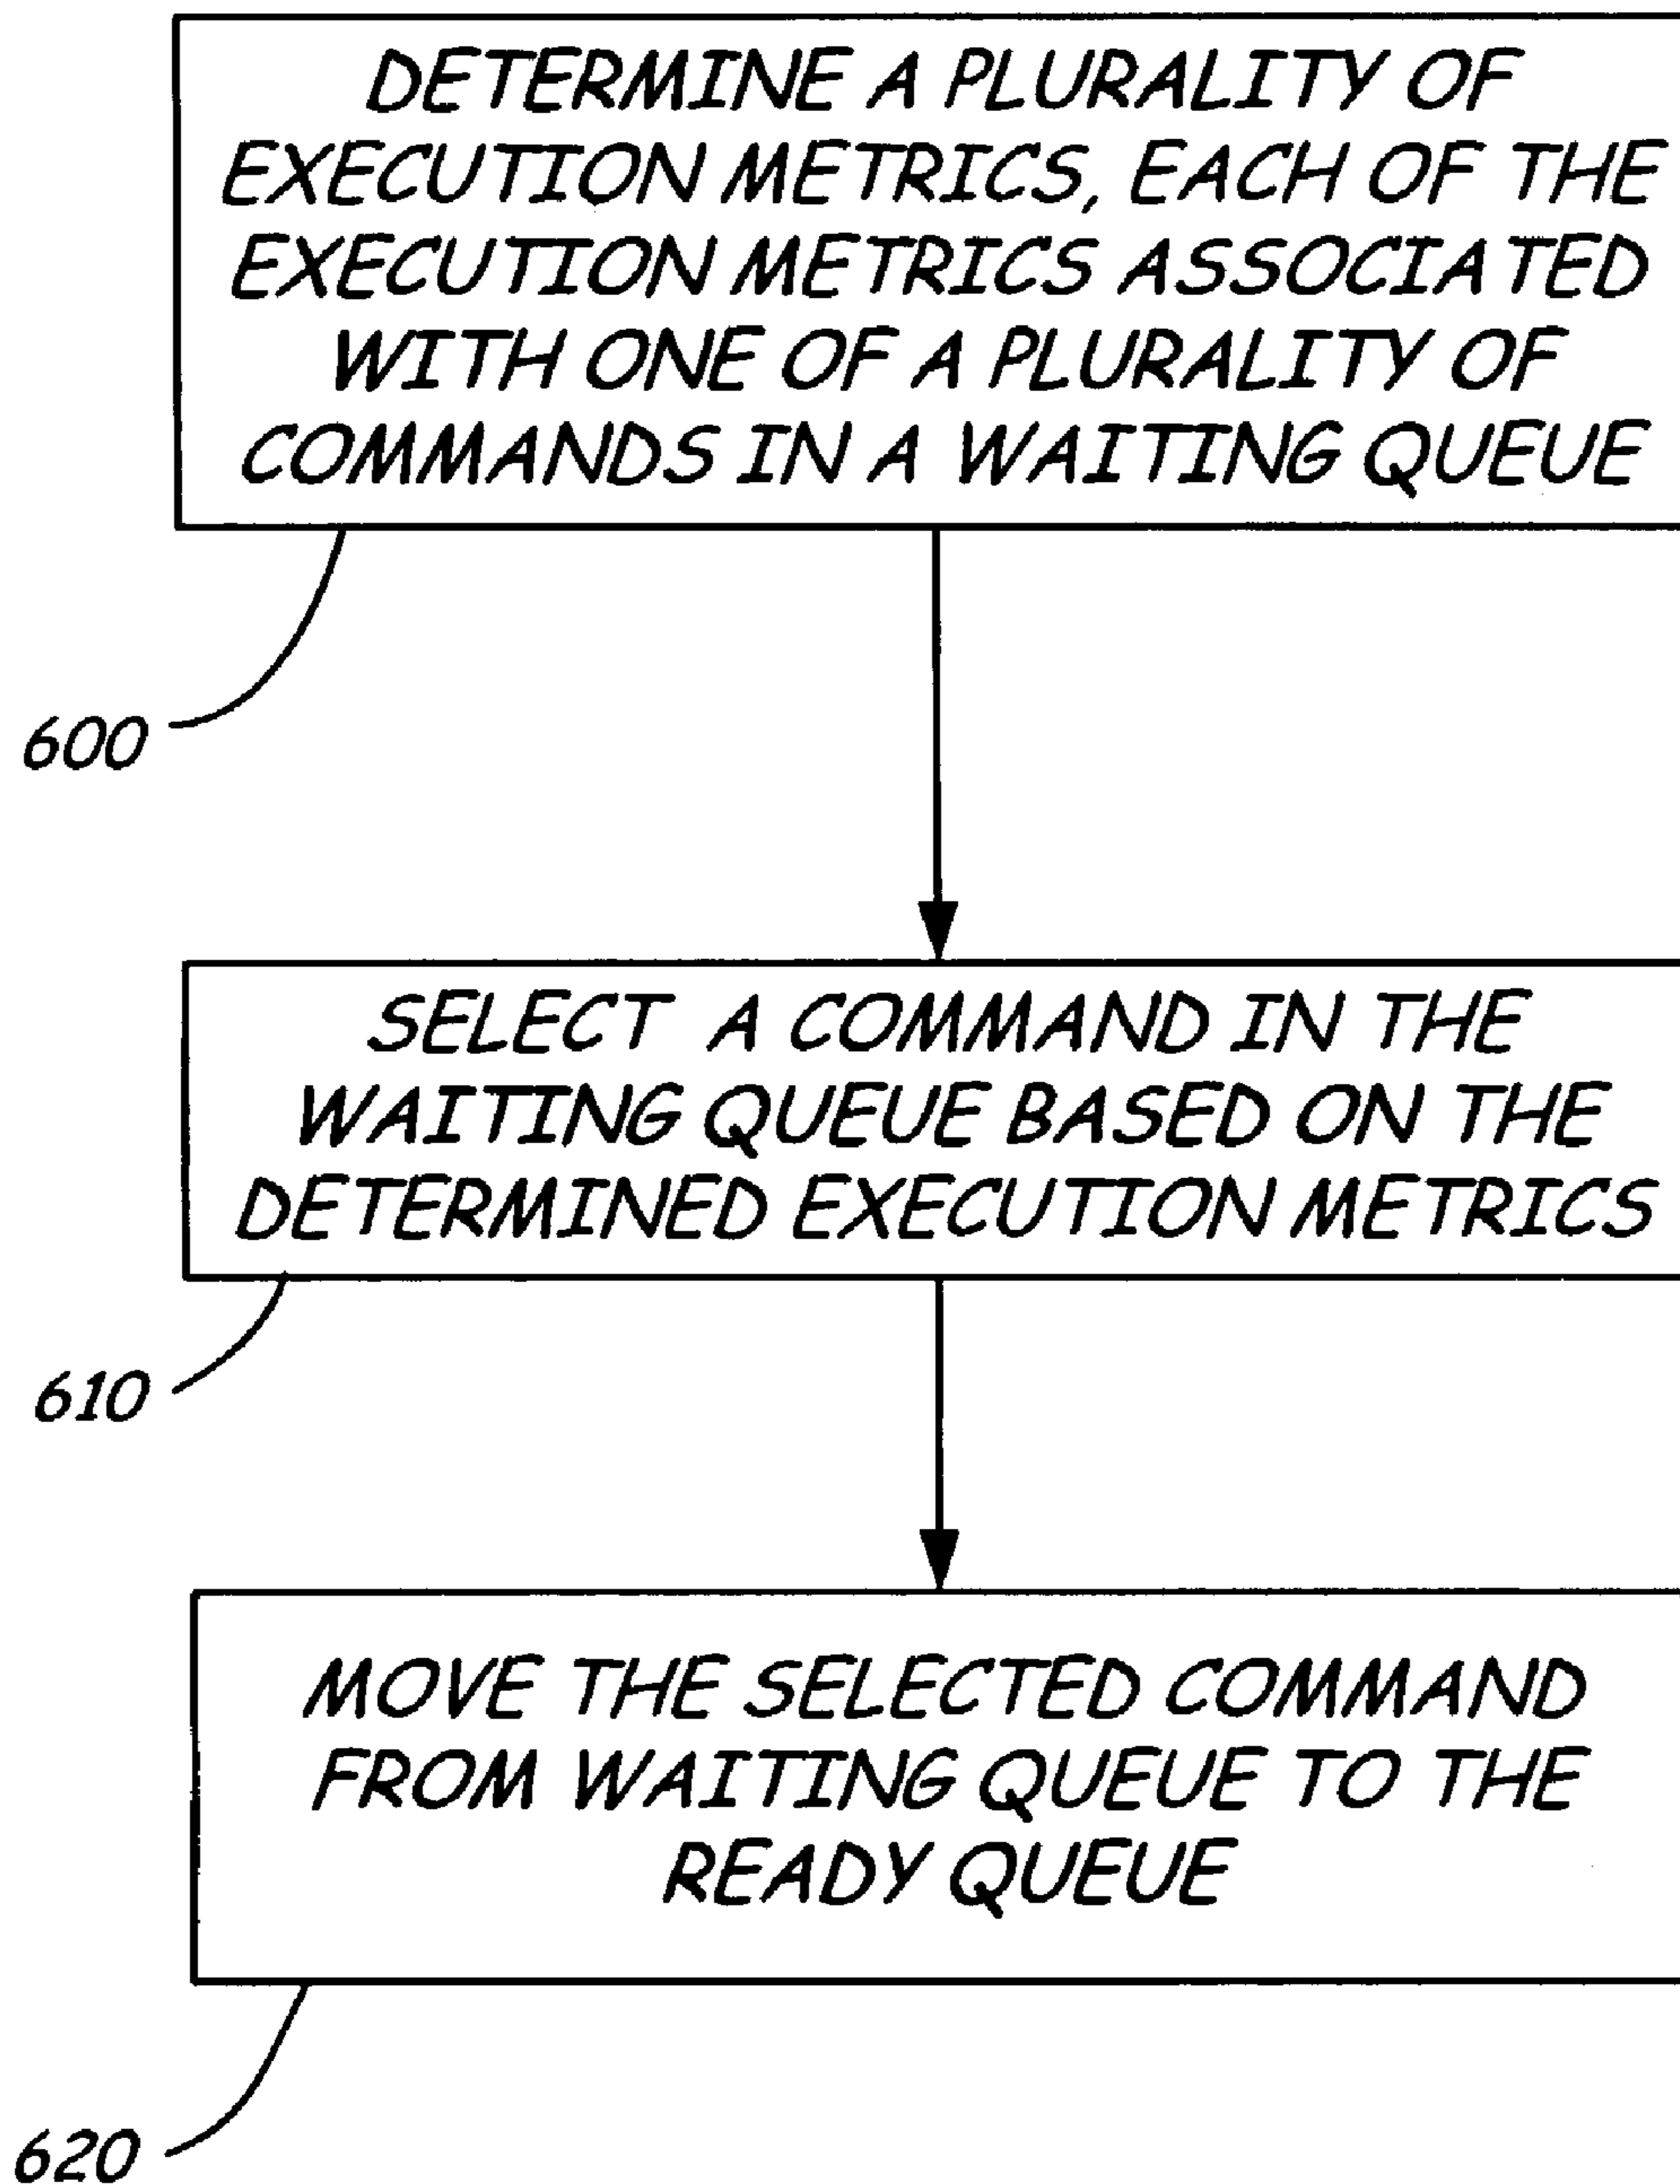 DETERMINE A PLURALITY OF
EXECUTION METRICS, EACH OF THE
EXECUTION METRICS ASSOCIATED
WITH ONE OF A PLURALITY OF
COMMANDS IN A WAITING QUEUE
600
SELECT A COMMAND IN THE
WAITING QUEUE BASED ON THE
DETERMINED EXECUTION METRICS
610
MOVE THE SELECTED COMMAND
FROM WAITING QUEUE TO THE
READY QUEUE
620